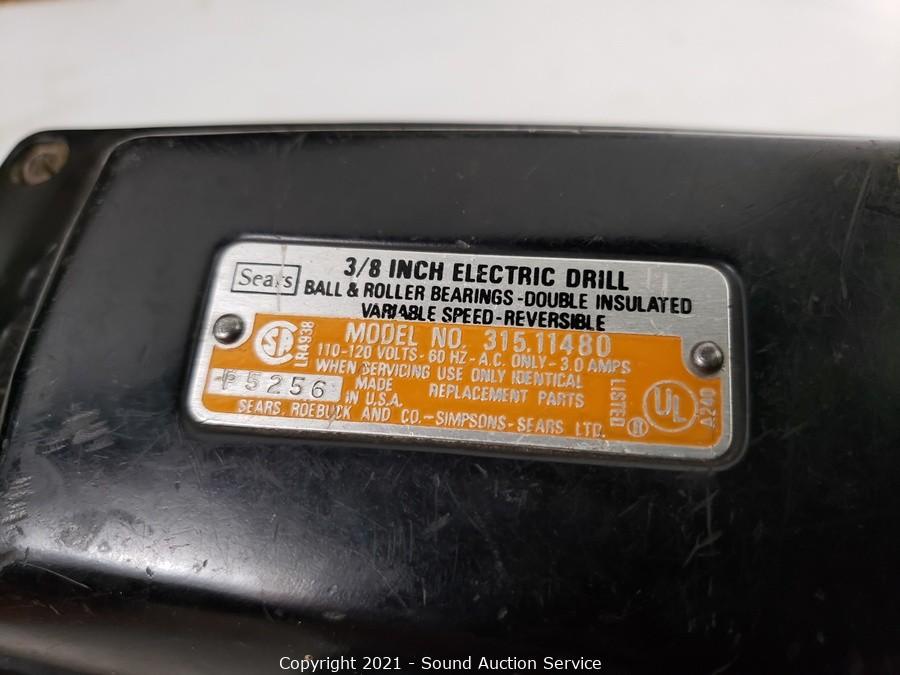 Sears
3/8 INCH ELECTRIC DRILL
BALL & ROLLER BEARINGS-DOUBLE INSULATED
VARIABLE SPEED-REVERSIBLE
SA
LR4938
MODEL NO. 315.11480
110-120 VOLTS-60 HZ-A.C. ONLY-3.0 AMPS
WHEN SERVICING USE ONLY IDENTICAL
REPLACEMENT PARTS
P5256
MADE
IN U.S.A.
SEARS, ROEBUCK AND CO.-SIMPSONS-SEARS LTD.
LISTED
®
UL
A240
Copyright 2021 - Sound Auction Service